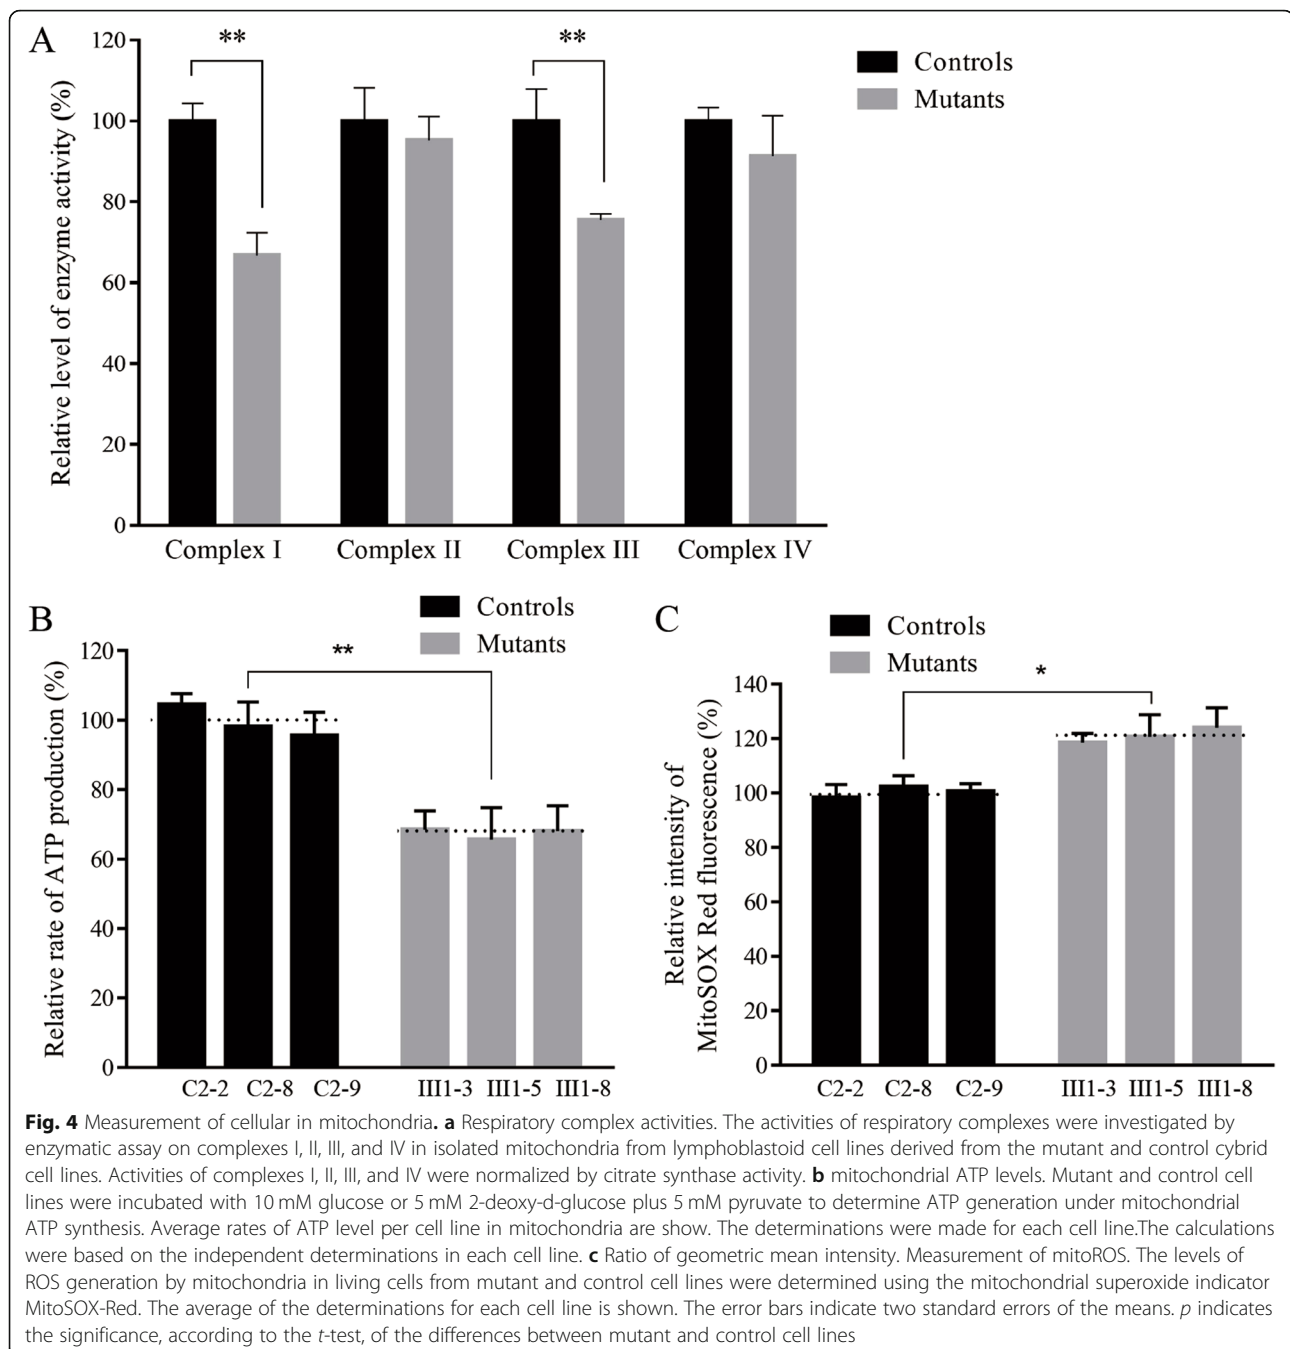 A
120
100
80
60
40
20
0
Relative level of enzyme activity (%)
**
**
Controls
Mutants
Complex I
Complex II
Complex III
Complex IV
B
Controls
Mutants
120
100
80
60
40
20
0
Relative rate of ATP production (%)
**
C2-2
C2-8
C2-9
III1-3
III1-5
III1-8
C
Controls
Mutants
140
120
100
80
60
40
20
0
Relative intensity of
MitoSOX Red fluorescence (%)
*
C2-2
C2-8
C2-9
III1-3
III1-5
III1-8
Fig. 4 Measurement of cellular in mitochondria. a Respiratory complex activities. The activities of respiratory complexes were investigated by
enzymatic assay on complexes I, II, III, and IV in isolated mitochondria from lymphoblastoid cell lines derived from the mutant and control cybrid
cell lines. Activities of complexes I, II, III, and IV were normalized by citrate synthase activity. b mitochondrial ATP levels. Mutant and control cell
lines were incubated with 10 mM glucose or 5 mM 2-deoxy-d-glucose plus 5 mM pyruvate to determine ATP generation under mitochondrial
ATP synthesis. Average rates of ATP level per cell line in mitochondria are show. The determinations were made for each cell line.The calculations
were based on the independent determinations in each cell line. c Ratio of geometric mean intensity. Measurement of mitoROS. The levels of
ROS generation by mitochondria in living cells from mutant and control cell lines were determined using the mitochondrial superoxide indicator
MitoSOX-Red. The average of the determinations for each cell line is shown. The error bars indicate two standard errors of the means. p indicates
the significance, according to the t-test, of the differences between mutant and control cell lines